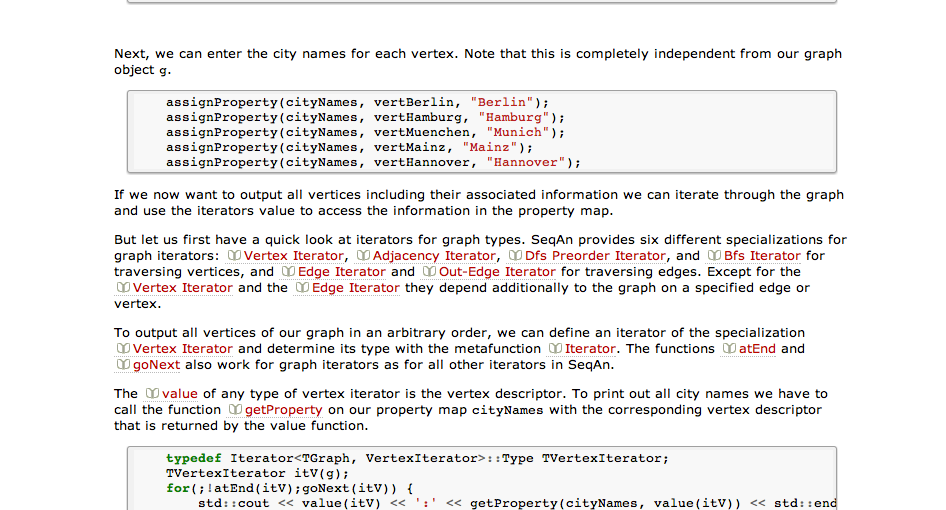 Next, we can enter the city names for each vertex. Note that this is completely independent from our graph
object g.
assignProperty(cityNames, vertBerlin, "Berlin");
assignProperty(cityNames, vertHamburg, "Hamburg");
assignProperty(cityNames, vertMuenchen, "Munich");
assignProperty(cityNames, vertMainz, "Mainz");
assignProperty(cityNames, vertHannover, "Hannover");
If we now want to output all vertices including their associated information we can iterate through the graph
and use the iterators value to access the information in the property map.
But let us first have a quick look at iterators for graph types. SeqAn provides six different specializations for
graph iterators: Vertex Iterator, Adjacency Iterator, Dfs Preorder Iterator, and Bfs Iterator for
traversing vertices, and Edge Iterator and Out-Edge Iterator for traversing edges. Except for the
Vertex Iterator and the Edge Iterator they depend additionally to the graph on a specified edge or
vertex.
To output all vertices of our graph in an arbitrary order, we can define an iterator of the specialization
Vertex Iterator and determine its type with the metafunction Iterator. The functions atEnd and
goNext also work for graph iterators as for all other iterators in SeqAn.
The value of any type of vertex iterator is the vertex descriptor. To print out all city names we have to
call the function getProperty on our property map cityNames with the corresponding vertex descriptor
that is returned by the value function.
typedef Iterator<TGraph, VertexIterator>::Type TVertexIterator;
TVertexIterator itV(g);
for(;!atEnd(itV);goNext(itV)) {
std::cout << value(itV) << ':' << getProperty(cityNames, value(itV)) << std::end